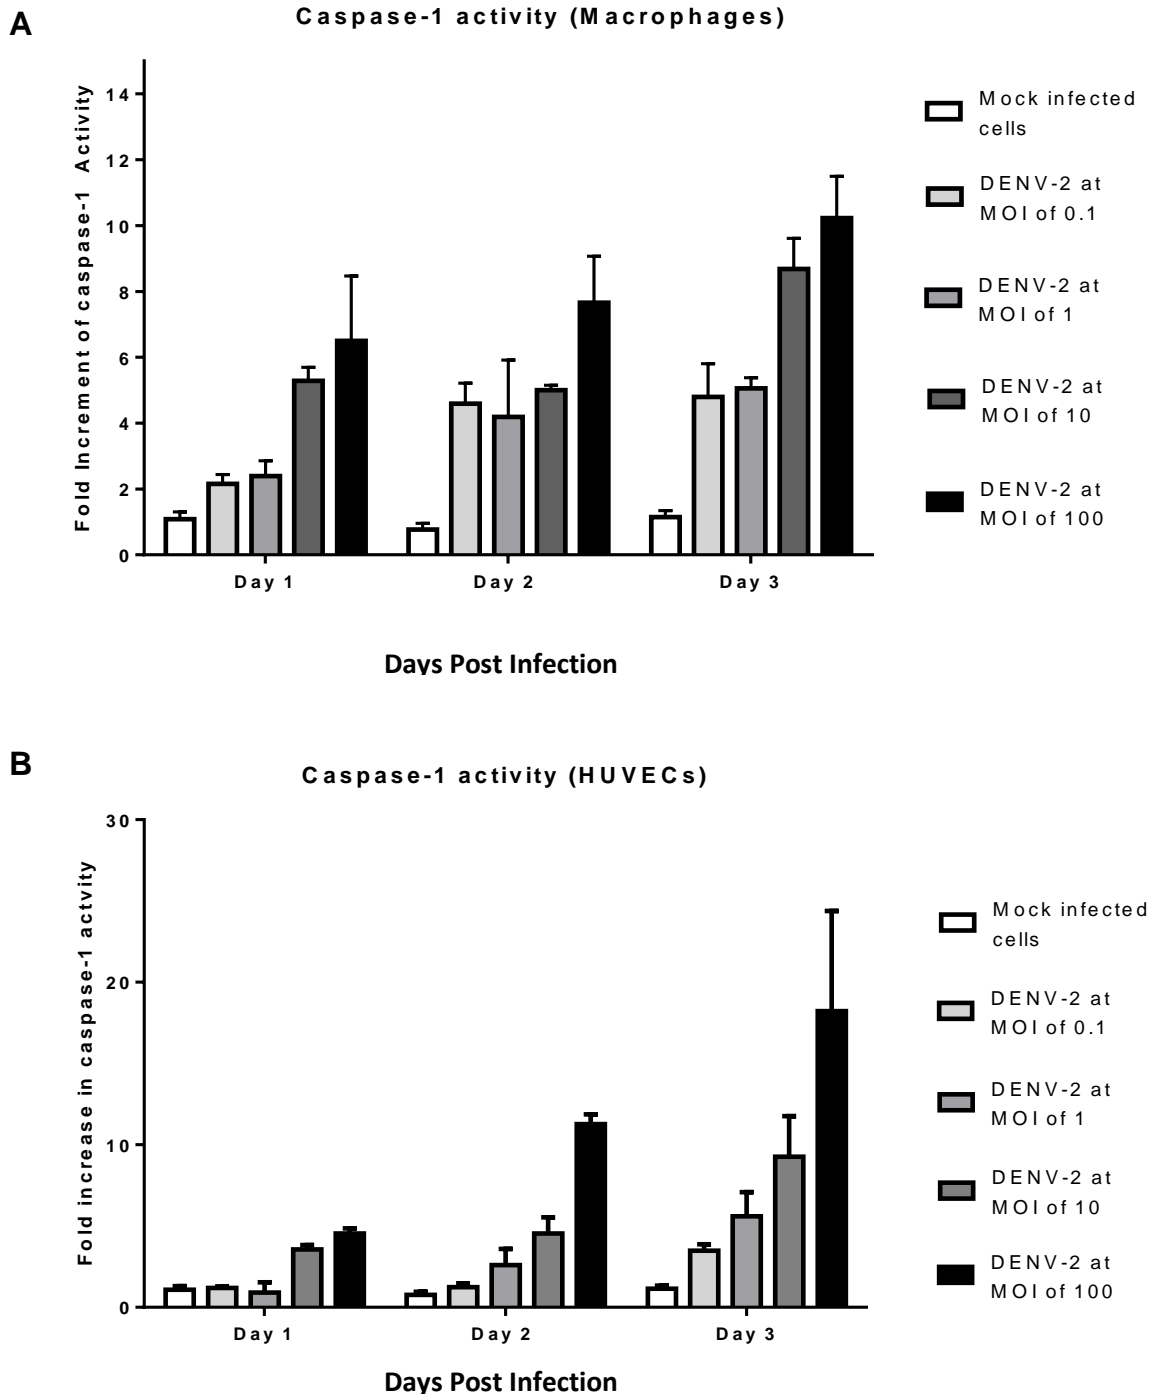 A
Caspase-1 activity (Macrophages)
Fold Increment of caspase-1 Activity
14
12
10
8
6
4
2
0
Day 1 Day 2 Day 3
Days Post Infection
Mock infected
cells
DENV-2 at
MOI of 0.1
DENV-2 at
MOI of 1
DENV-2 at
MOI of 10
DENV-2 at
MOI of 100
B
Caspase-1 activity (HUVECs)
Fold increase in caspase-1 actvity
30
20
10
0
Day 1 Day 2 Day 3
Days Post Infection
Mock infected
cells
DENV-2 at
MOI of 0.1
DENV-2 at
MOI of 1
DENV-2 at
MOI of 10
DENV-2 at
MOI of 100